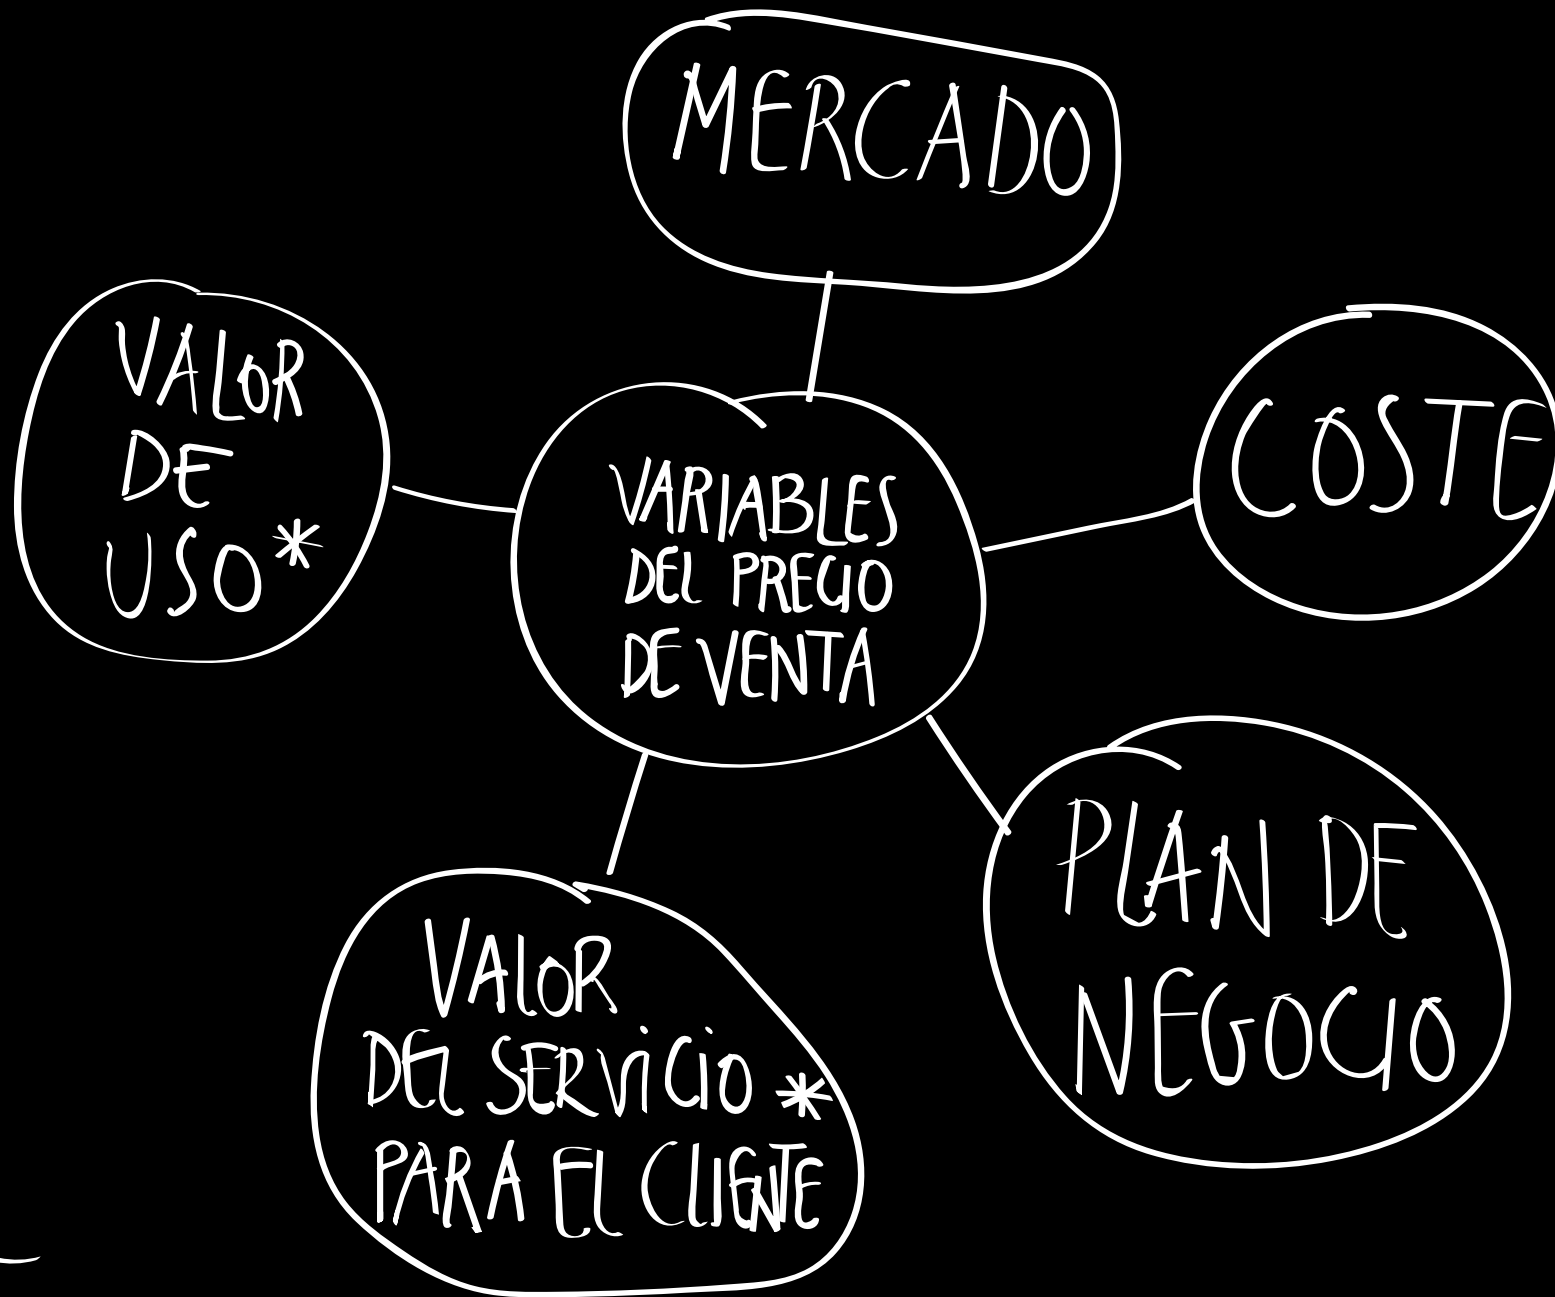 MERCADO
VALOR
DE
USO*
COSTE
VARIABLES
DEL PRECIO
DE VENTA
PLAN DE
NEGOCIO
VALOR
DEL SERVICIO *
PARA EL CLIENTE